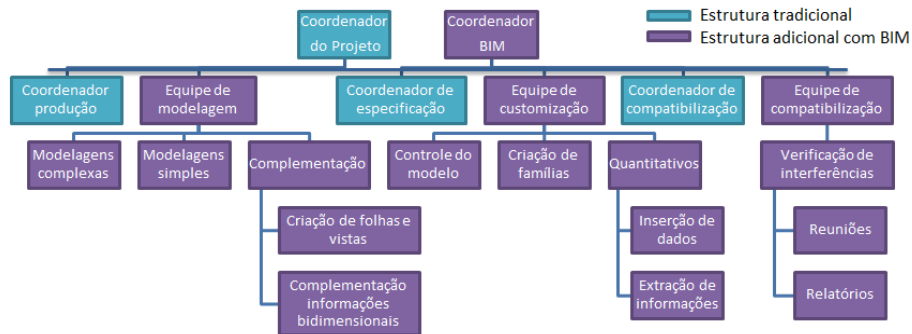 Coordenador
do Projeto
Coordenador
BIM
Estrutura tradicional
Estrutura adicional com BIM
Coordenador
produção
Equipe de
modelagem
Coordenador de
especificação
Equipe de
customização
Coordenador de
compatibilização
Equipe de
compatibilização
Modelagens
complexas
Modelagens
simples
Complementação
Controle do
modelo
Criação de
famílias
Quantitativos
Verificação de
interferências
Criação de folhas e
vistas
Inserção de
dados
Reuniões
Complementação
informações
bidimensionais
Extração de
informações
Relatórios